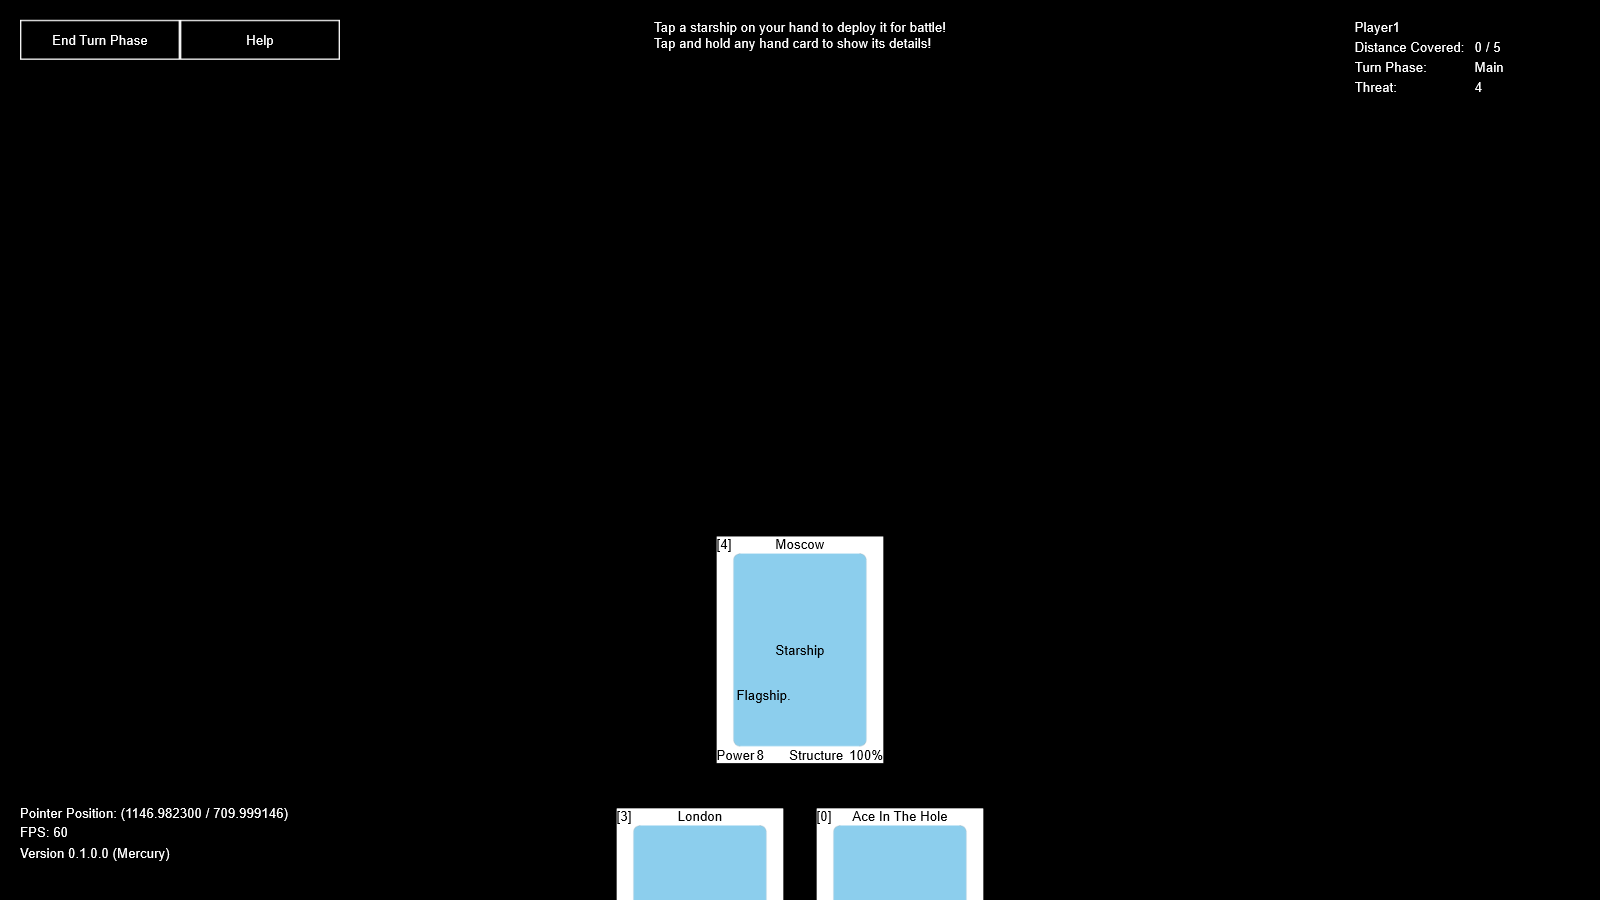 End Turn Phase
Help
Tap a starship on your hand to deploy it for battle!
Tap and hold any hand card to show its details!
Player1
Distance Covered: 0 / 5
Turn Phase: Main
Threat: 4
[4] Moscow
Starship
Flagship.
Power 8 Structure 100%
[3] London
[0] Ace In The Hole
Pointer Position: (1146.982300 / 709.999146)
FPS: 60
Version 0.1.0.0 (Mercury)